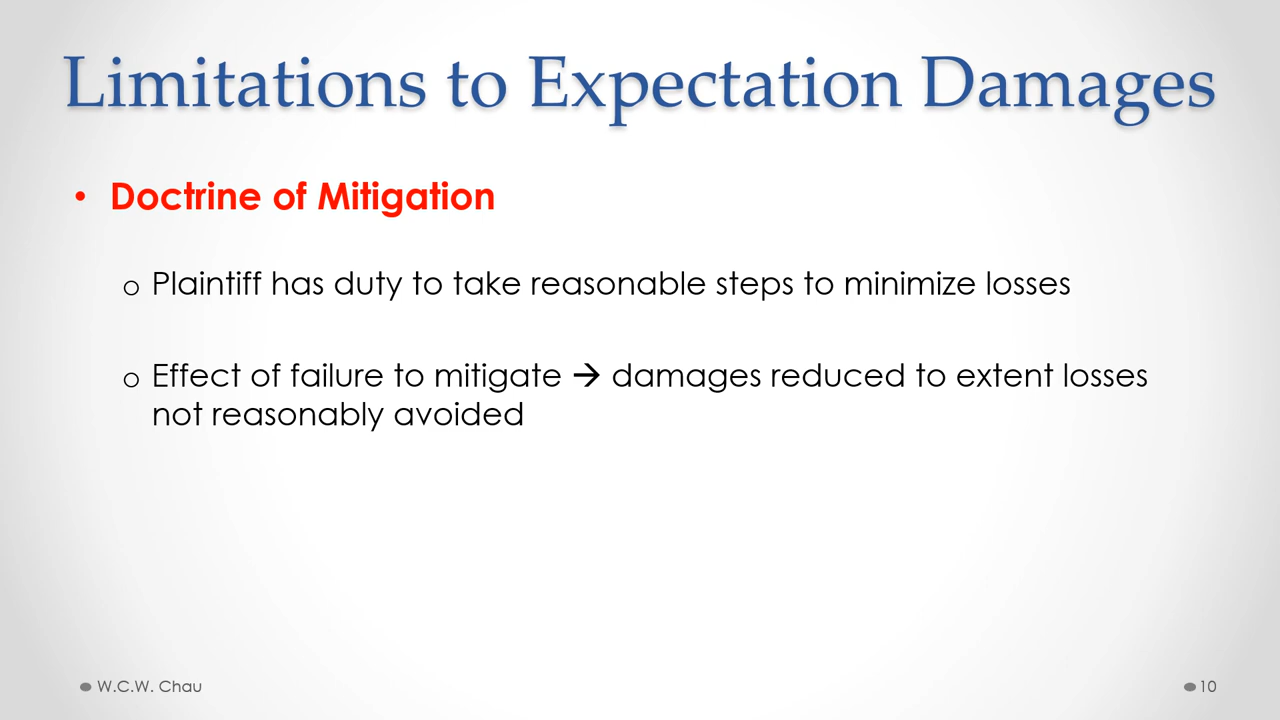 Limitations to Expectation Damages
• Doctrine of Mitigation
o Plaintiff has duty to take reasonable steps to minimize losses
o Effect of failure to mitigate → damages reduced to extent losses
not reasonably avoided
W.C.W. Chau
10